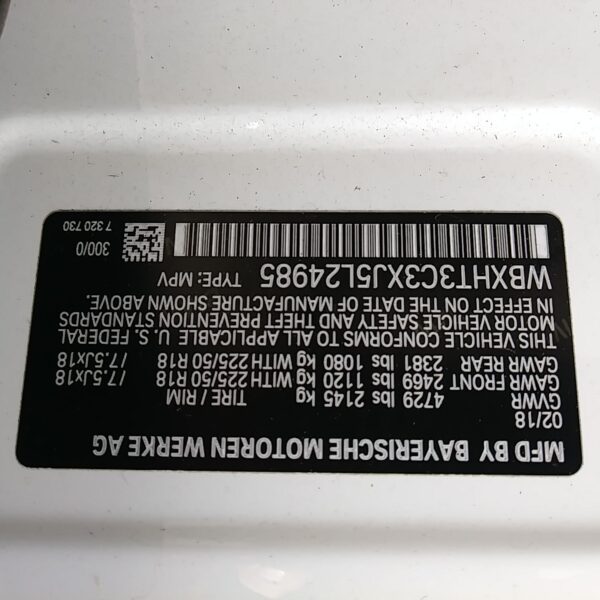 MFD BY BAYERISCHE MOTOREN WERKE AG
02/18
GVWR 4729 lbs 2145 kg TIRE / RIM
GAWR FRONT 2469 lbs 1120 kg WITH 225/50 R18 /7.5Jx18
GAWR REAR 2381 lbs 1080 kg WITH 225/50 R18 /7.5Jx18
THIS VEHICLE CONFORMS TO ALL APPLICABLE U. S. FEDERAL
MOTOR VEHICLE SAFETY AND THEFT PREVENTION STANDARDS
IN EFFECT ON THE DATE OF MANUFACTURE SHOWN ABOVE.
WBXHT3C3XJ5L24985 TYPE: MPV
300/0
7 320 730